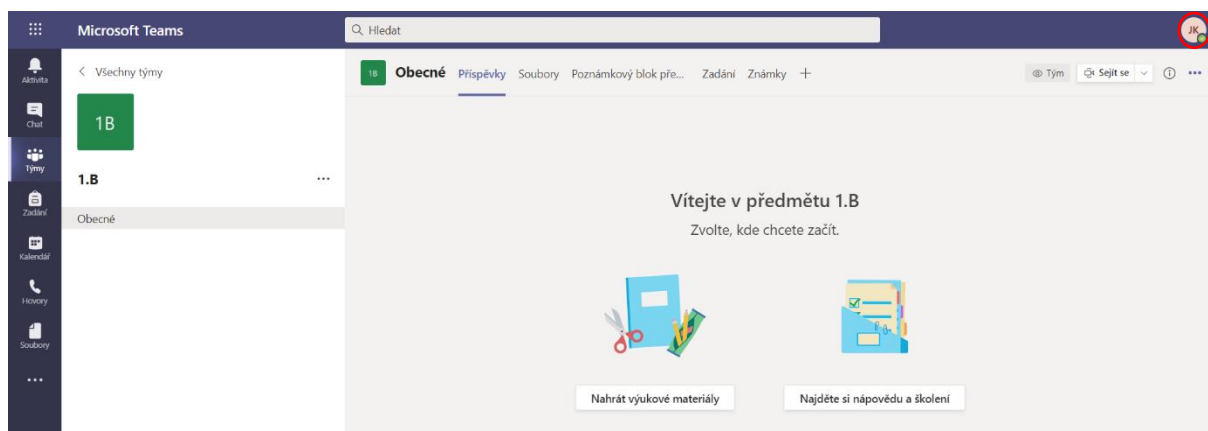 Microsoft Teams
Hledat
JK
Aktivita
Chat
Týmy
Zadání
Kalendář
Hovory
Soubory
Všechny týmy
1B
1.B
Obecné
1B Obecné Příspěvky Soubory Poznámkový blok pře... Zadání Známky
Tým Sejít se
Vítejte v předmětu 1.B
Zvolte, kde chcete začít.
Nahrát výukové materiály
Najděte si nápovědu a školení